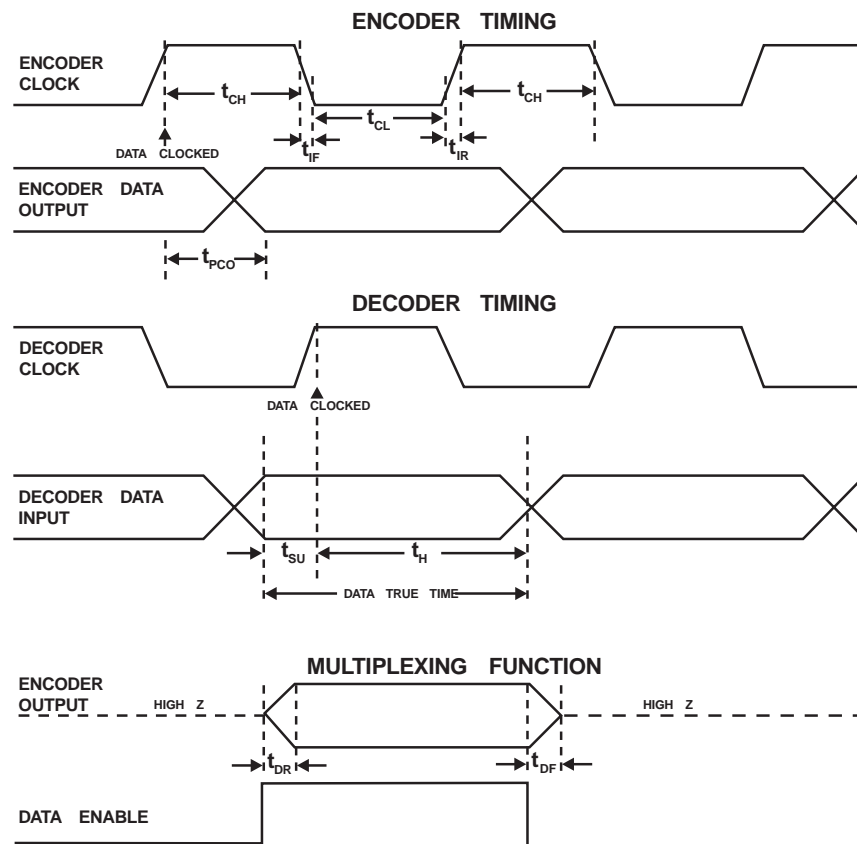 ENCODER TIMING
ENCODER
CLOCK
tCH
tCL
tCH
tIF
tIR
DATA CLOCKED
ENCODER DATA
OUTPUT
tPCO
DECODER TIMING
DECODER
CLOCK
DATA CLOCKED
DECODER DATA
INPUT
tSU
tH
DATA TRUE TIME
MULTIPLEXING FUNCTION
ENCODER
OUTPUT
HIGH Z
HIGH Z
tDR
tDF
DATA ENABLE